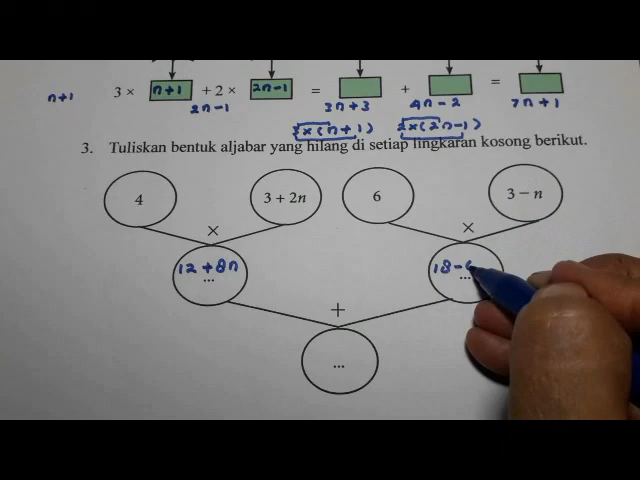 n+1 3 × n+1 + 2 × 2n-1 = + =
2n-1 3n+3 4n-2 7n+1
3×(n+1) 2×(2n-1)
3. Tuliskan bentuk aljabar yang hilang di setiap lingkaran kosong berikut.
4 3 + 2n 6 3 – n
× ×
12+8n 18-
... ...
+
...